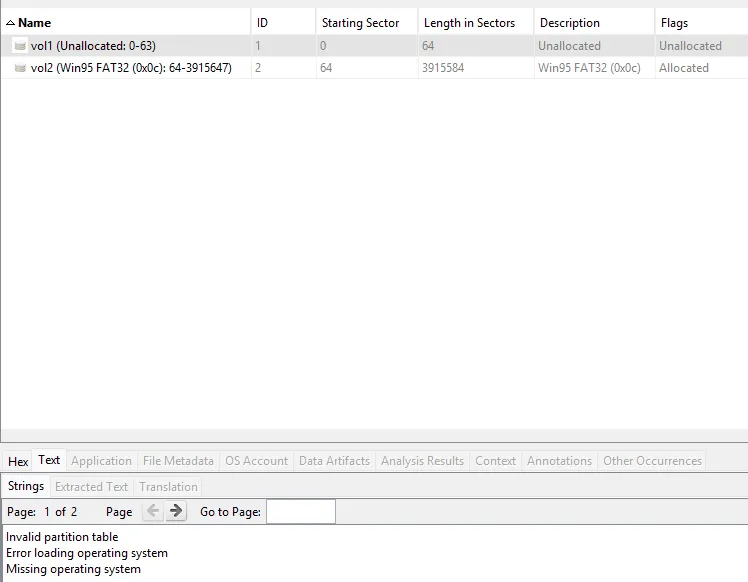 Name ID Starting Sector Length in Sectors Description Flags
vol1 (Unallocated: 0-63) 1 0 64 Unallocated Unallocated
vol2 (Win95 FAT32 (0x0c): 64-3915647) 2 64 3915584 Win95 FAT32 (0x0c) Allocated
Hex Text Application File Metadata OS Account Data Artifacts Analysis Results Context Annotations Other Occurrences
Strings Extracted Text Translation
Page: 1 of 2 Page Go to Page:
Invalid partition table
Error loading operating system
Missing operating system